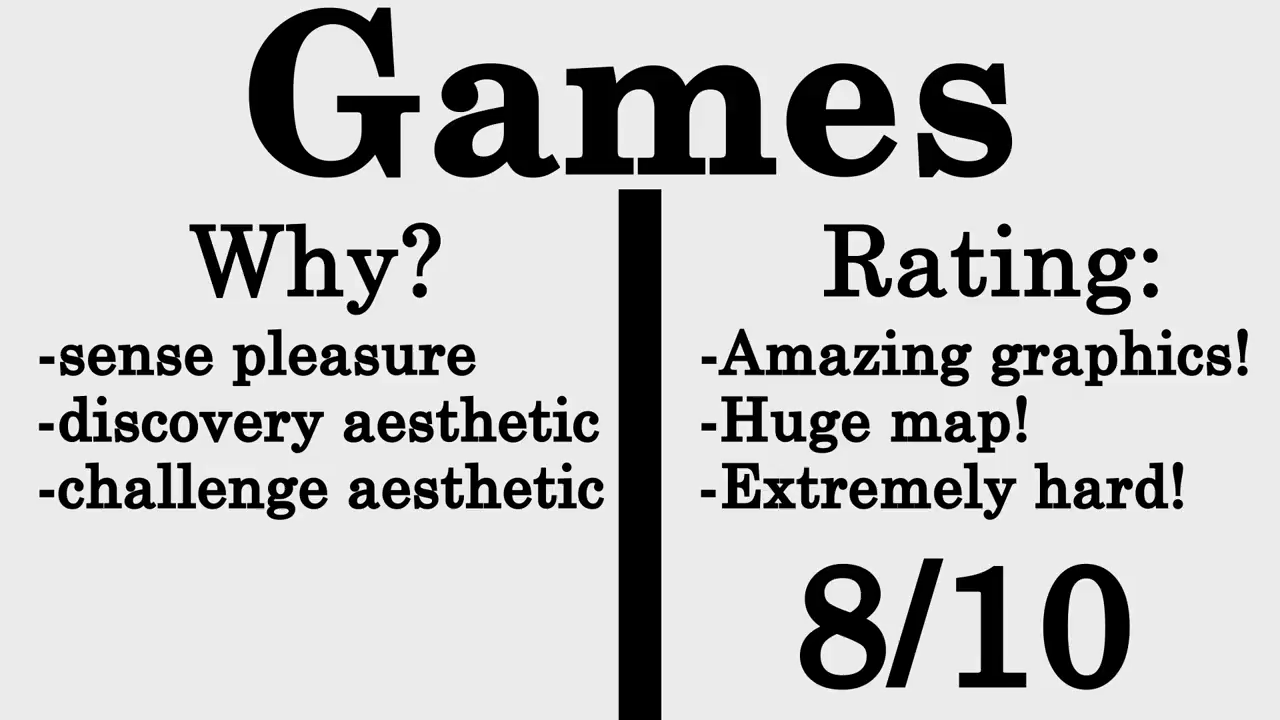 Games
Why?
-sense pleasure
-discovery aesthetic
-challenge aesthetic
Rating:
-Amazing graphics!
-Huge map!
-Extremely hard!
8/10